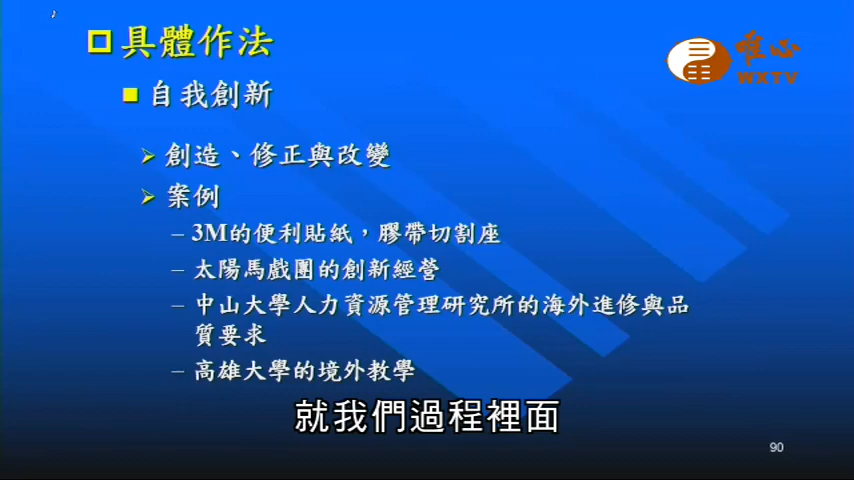 具體作法
唯心
WXTV
自我創新
創造、修正與改變
案例
– 3M的便利貼紙，膠帶切割座
– 太陽馬戲團的創新經營
– 中山大學人力資源管理研究所的海外進修與品
質要求
– 高雄大學的境外教學
就我們過程裡面
90